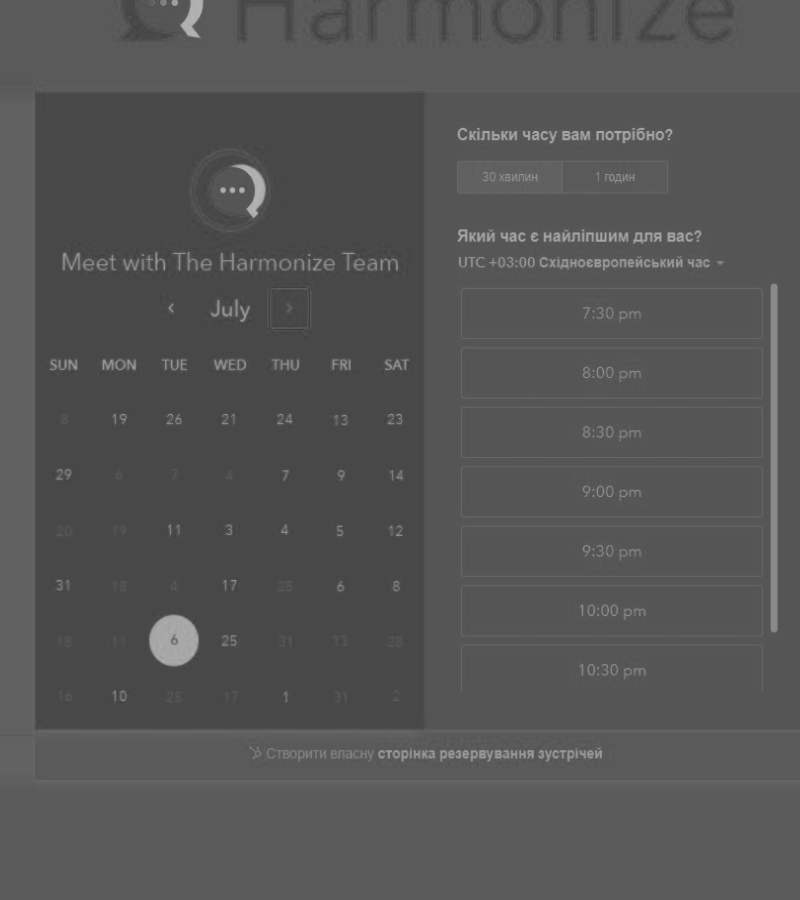 Harmonize
Meet with The Harmonize Team
July
SUN MON TUE WED THU FRI SAT
8 19 26 21 24 13 23
29 6 7 4 7 9 14
20 19 11 3 4 5 12
31 18 4 17 28 6 8
18 11 6 25 31 13 28
16 10 25 17 1 31 2
Скільки часу вам потрібно?
30 хвилин 1 годин
Який час є найліпшим для вас?
UTC +03:00 Східноєвропейський час
7:30 pm
8:00 pm
8:30 pm
9:00 pm
9:30 pm
10:00 pm
10:30 pm
Створити власну сторінка резервування зустрічей